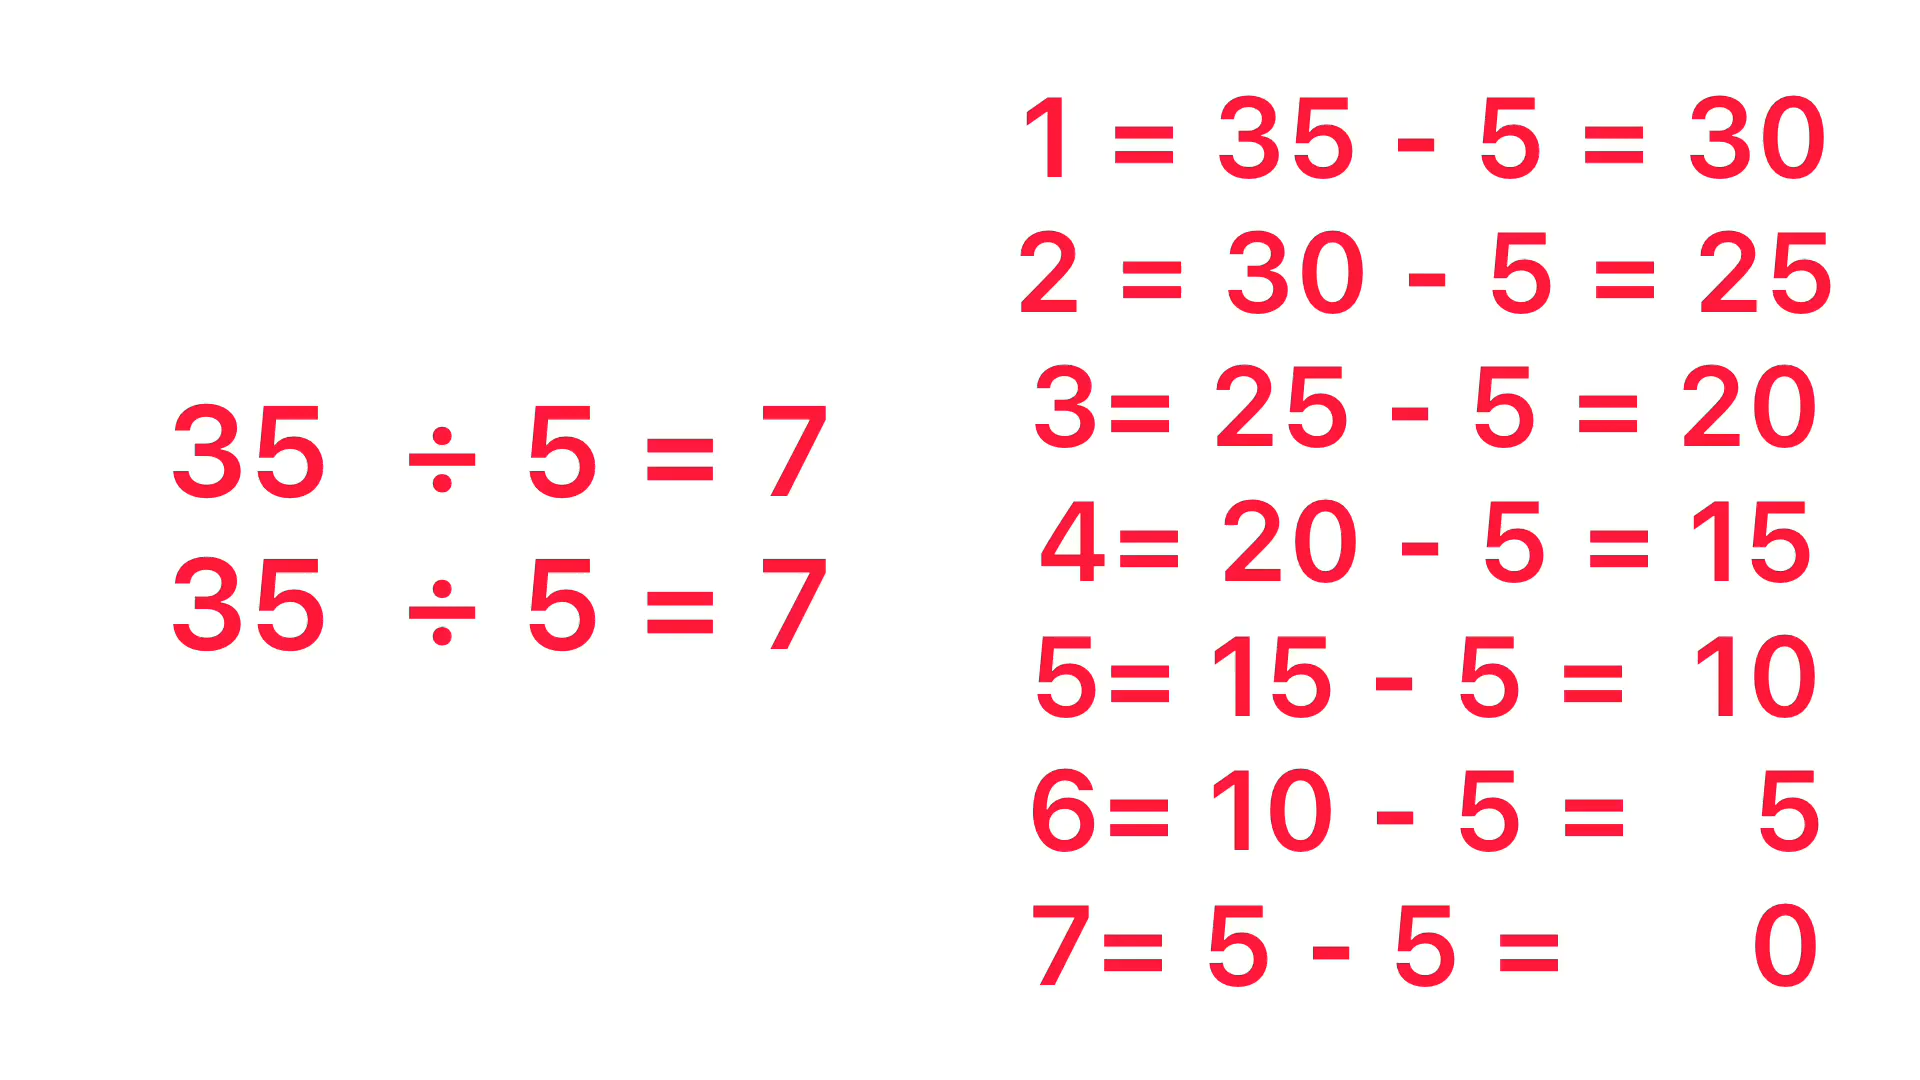 35 ÷ 5 = 7
35 ÷ 5 = 7
1 = 35 - 5 = 30
2 = 30 - 5 = 25
3= 25 - 5 = 20
4= 20 - 5 = 15
5= 15 - 5 = 10
6= 10 - 5 = 5
7= 5 - 5 = 0